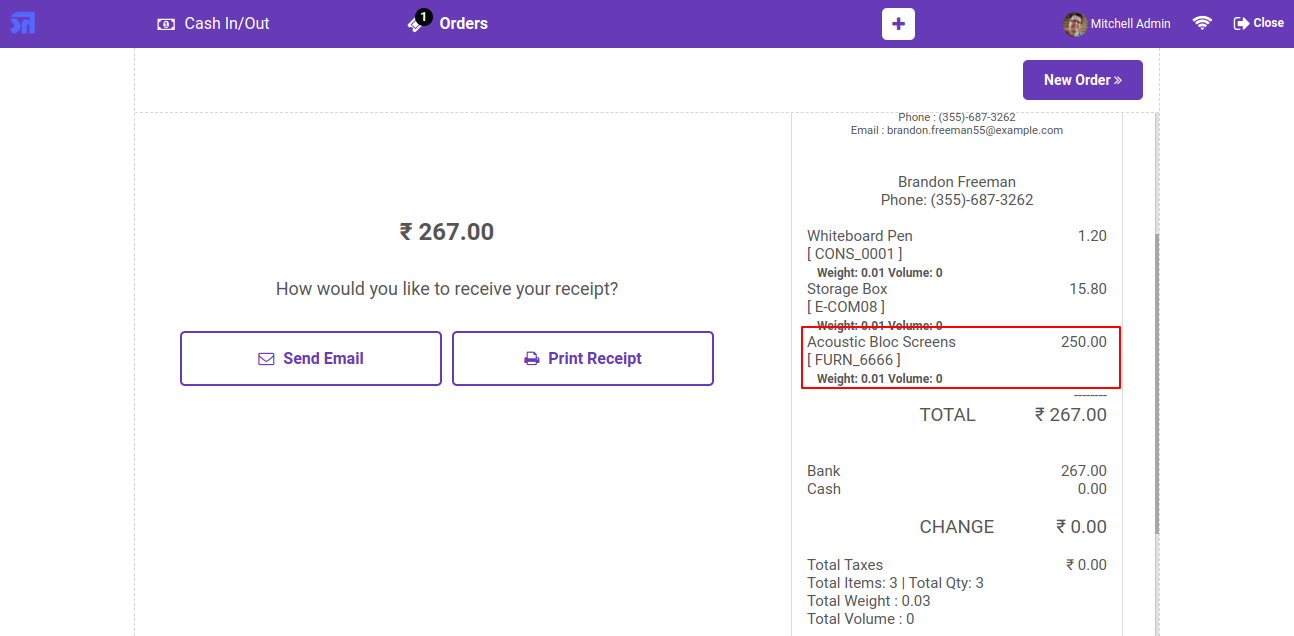 Cash In/Out
1
Orders
+
Mitchell Admin
Close
New Order »
Phone : (355)-687-3262
Email : brandon.freeman55@example.com
Brandon Freeman
Phone: (355)-687-3262
₹ 267.00
How would you like to receive your receipt?
Send Email
Print Receipt
Whiteboard Pen 1.20
[ CONS_0001 ]
Weight: 0.01 Volume: 0
Storage Box 15.80
[ E-COM08 ]
Weight: 0.01 Volume: 0
Acoustic Bloc Screens 250.00
[ FURN_6666 ]
Weight: 0.01 Volume: 0
--------
TOTAL ₹ 267.00
Bank 267.00
Cash 0.00
CHANGE ₹ 0.00
Total Taxes ₹ 0.00
Total Items: 3 | Total Qty: 3
Total Weight : 0.03
Total Volume : 0